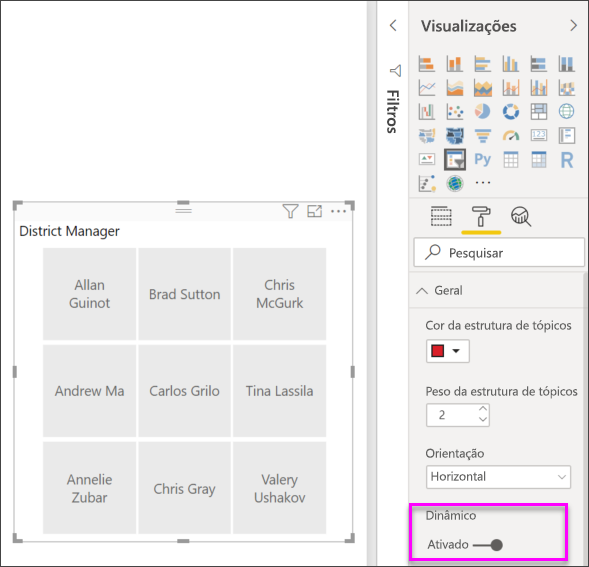 Visualizações
Filtros
123
Py
R
Pesquisar
Geral
Cor da estrutura de tópicos
Peso da estrutura de tópicos
2
Orientação
Horizontal
Dinâmico
Ativado
District Manager
Allan
Guinot
Brad Sutton
Chris
McGurk
Andrew Ma
Carlos Grilo
Tina Lassila
Annelie
Zubar
Chris Gray
Valery
Ushakov